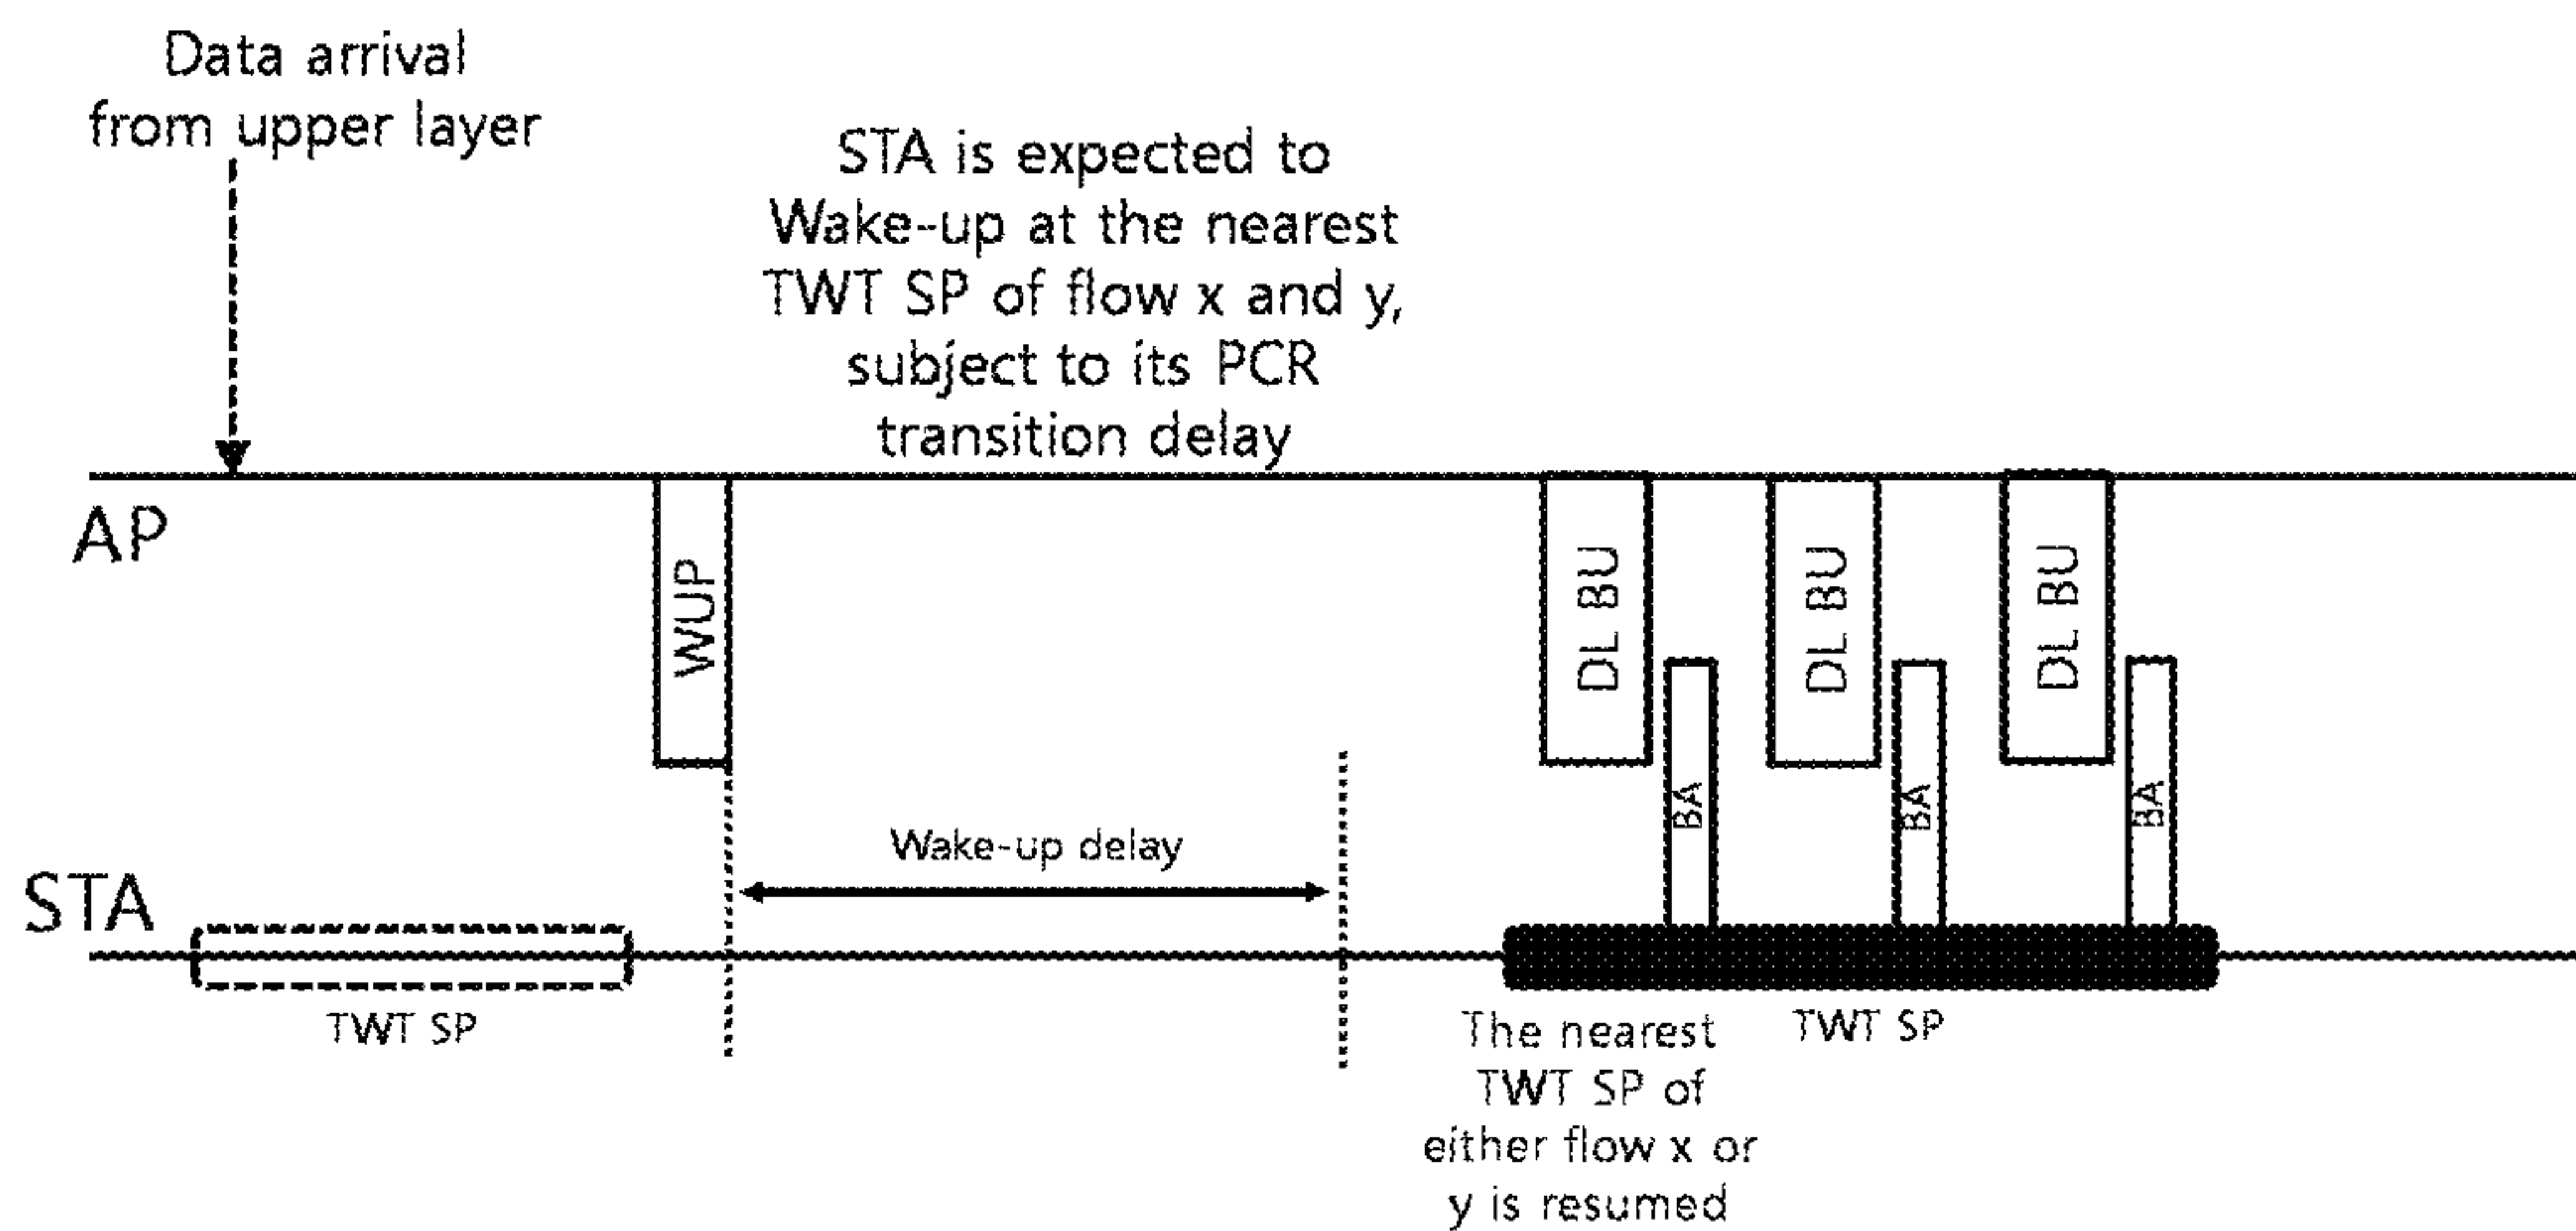 Data arrival
from upper layer
STA is expected to
Wake-up at the nearest
TWT SP of flow x and y,
subject to its PCR
transition delay
AP
WUP
DL BU
DL BU
DL BU
BA
BA
BA
Wake-up delay
STA
TWT SP
TWT SP
The nearest
TWT SP of
either flow x or
y is resumed